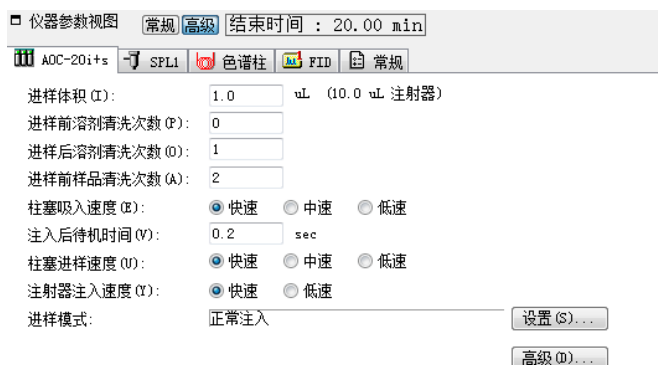 仪器参数视图 常规 高级 结束时间 : 20.00 min
AOC-20i+s SPL1 色谱柱 FID 常规
进样体积(I): 1.0 uL (10.0 uL 注射器)
进样前溶剂清洗次数(P): 0
进样后溶剂清洗次数(O): 1
进样前样品清洗次数(A): 2
柱塞吸入速度(E): 快速 中速 低速
注入后待机时间(V): 0.2 sec
柱塞进样速度(U): 快速 中速 低速
注射器注入速度(Y): 快速 低速
进样模式: 正常注入 设置(S)...
高级(D)...